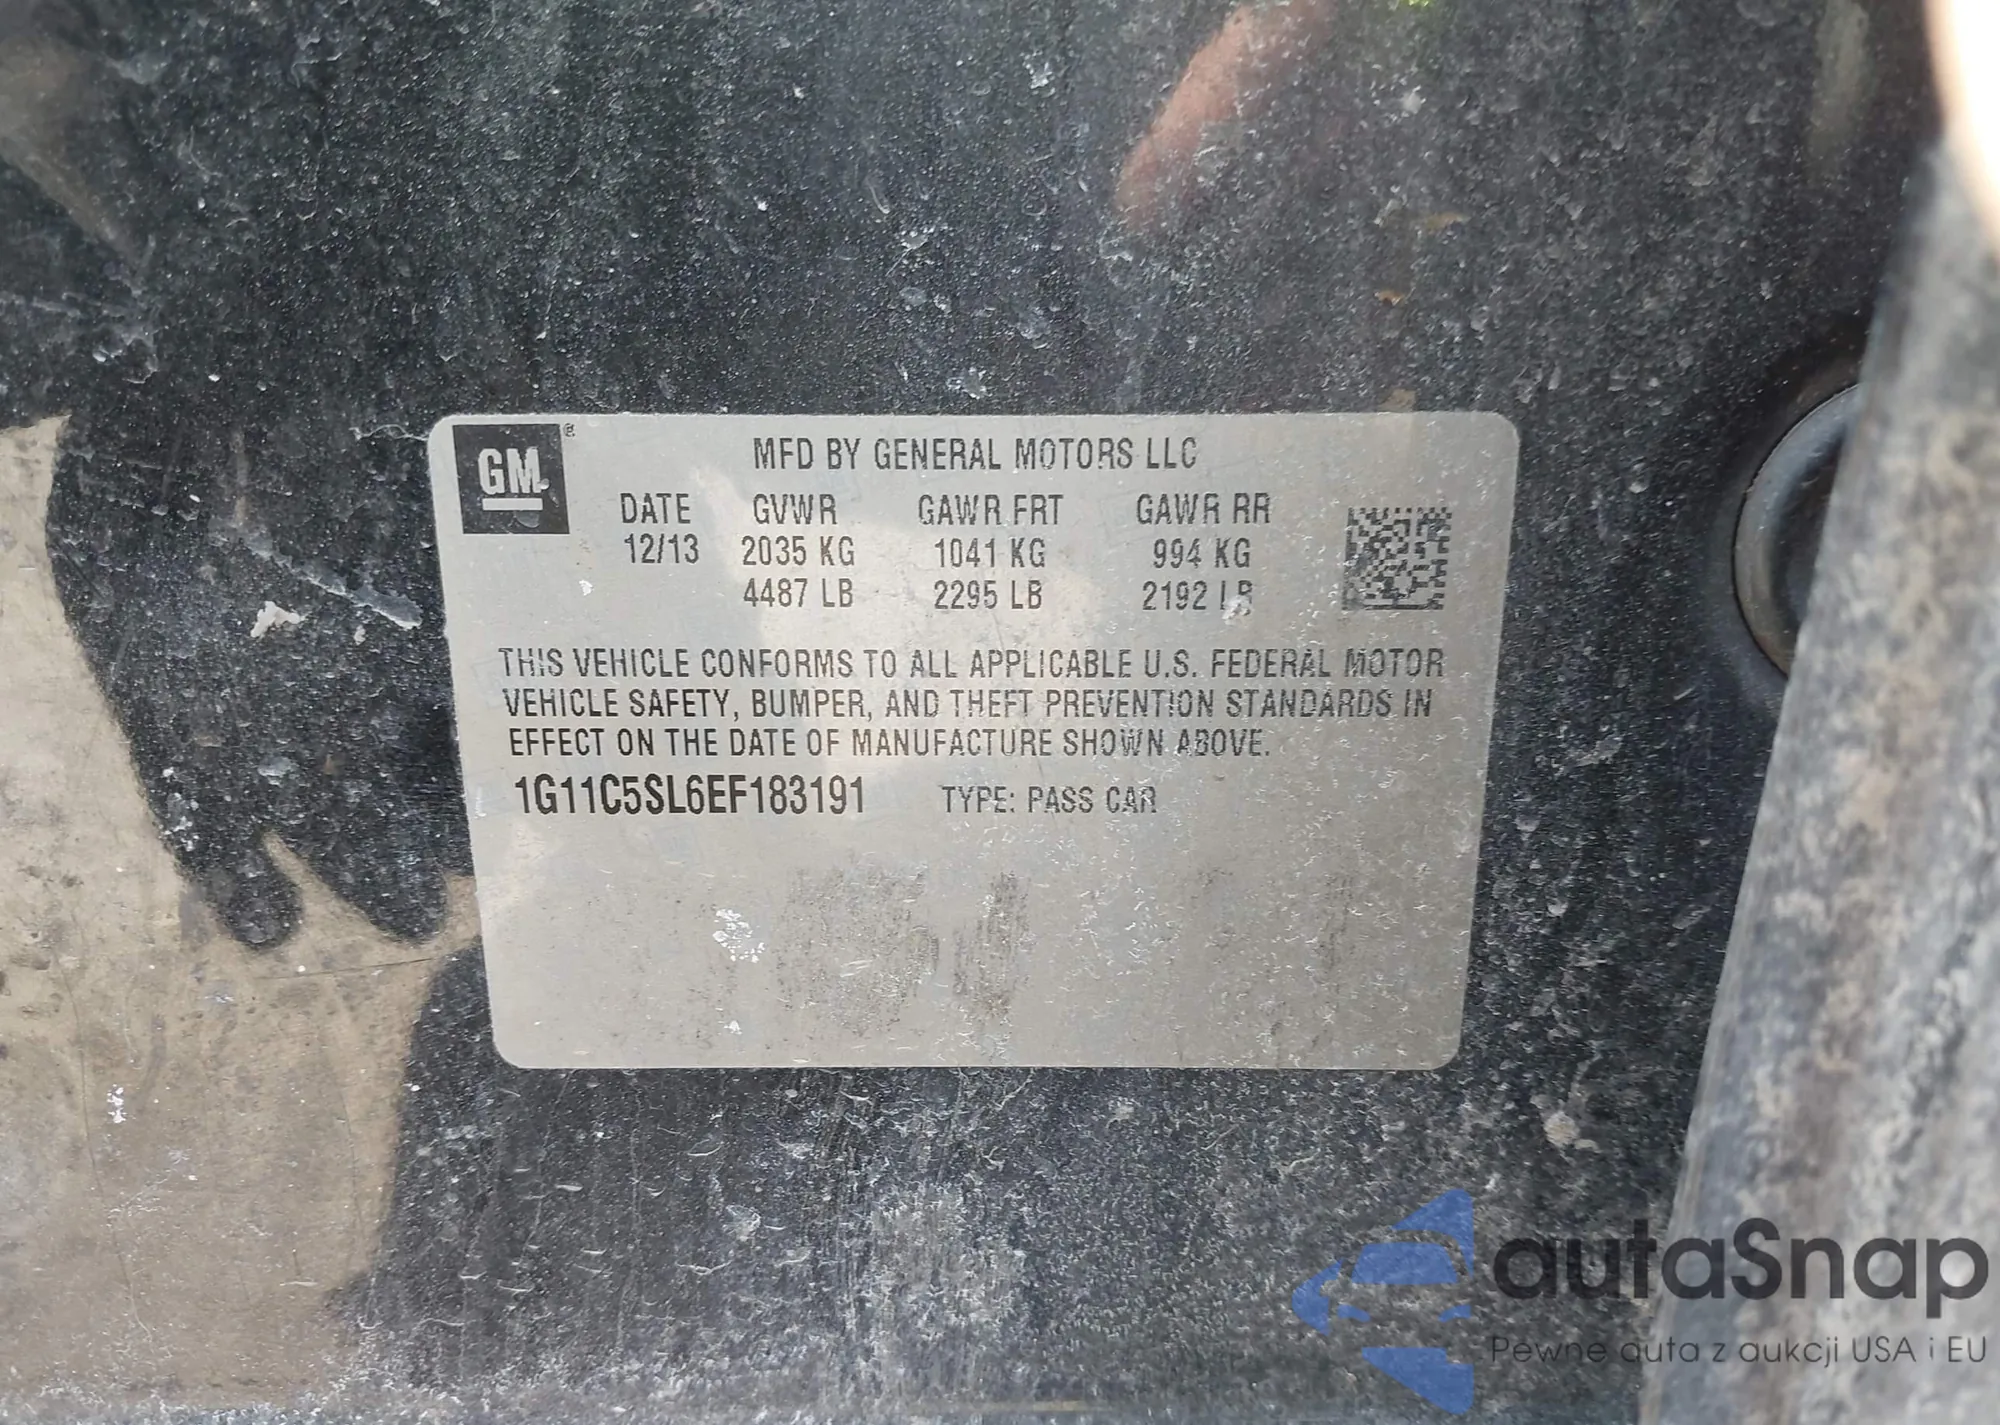 GM ®
MFD BY GENERAL MOTORS LLC
DATE GVWR GAWR FRT GAWR RR
12/13 2035 KG 1041 KG 994 KG
4487 LB 2295 LB 2192 LB
THIS VEHICLE CONFORMS TO ALL APPLICABLE U.S. FEDERAL MOTOR
VEHICLE SAFETY, BUMPER, AND THEFT PREVENTION STANDARDS IN
EFFECT ON THE DATE OF MANUFACTURE SHOWN ABOVE.
1G11C5SL6EF183191 TYPE: PASS CAR
autaSnap
Pewne auta z aukcji USA i EU